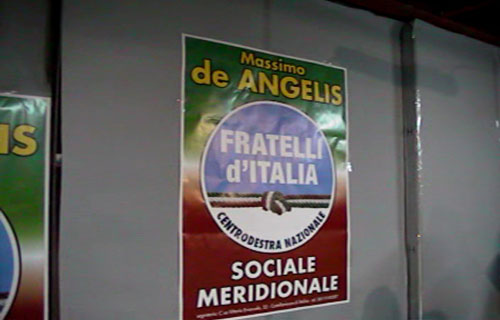 Massimo
de ANGELIS
FRATELLI
d'ITALIA
CENTRODESTRA NAZIONALE
SOCIALE
MERIDIONALE
IS